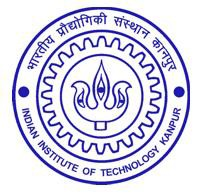 भारतीय प्रौद्योगिकी संस्थान कानपुर
INDIAN INSTITUTE OF TECHNOLOGY KANPUR